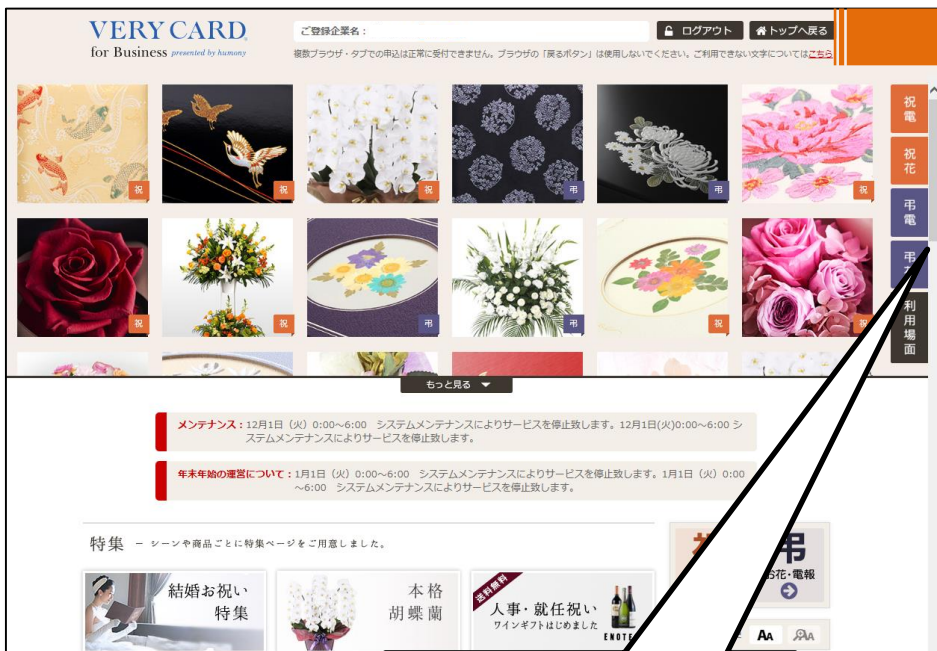 VERY CARD
for Business presented by humony
ご登録企業名：
ログアウト
トップへ戻る
複数ブラウザ・タブでの申込は正常に受付できません。ブラウザの「戻るボタン」は使用しないでください。ご利用できない文字についてはこちら
祝
祝
祝
弔
弔
祝
祝電
祝花
弔電
弔
利用場面
祝
祝
弔
弔
祝
祝
もっと見る
メンテナンス：12月1日（火）0:00～6:00 システムメンテナンスによりサービスを停止致します。12月1日(火)0:00～6:00 シ
ステムメンテナンスによりサービスを停止致します。
年末年始の運営について：1月1日（火）0:00～6:00 システムメンテナンスによりサービスを停止致します。1月1日（火）0:00
～6:00 システムメンテナンスによりサービスを停止致します。
特集 － シーンや商品ごとに特集ページをご用意しました。
弔
お花・電報
結婚お祝い
特集
本格
胡蝶蘭
送料無料
人事・就任祝い
ワインギフトはじめました
ENOTE
AA
AA